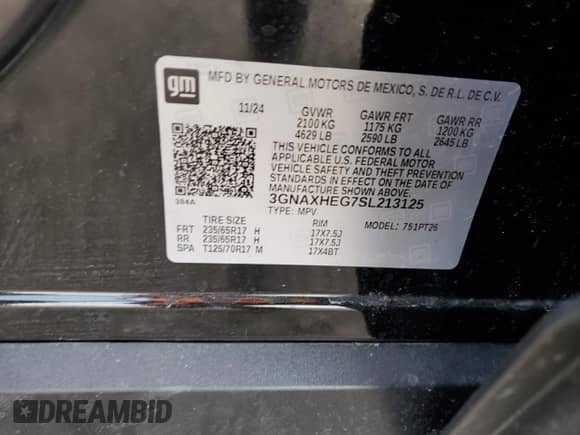 gm
MFD BY GENERAL MOTORS DE MEXICO, S. DE R.L. DE C.V.
11/24 GVWR GAWR FRT GAWR RR
2100 KG 1175 KG 1200 KG
4629 LB 2590 LB 2645 LB
THIS VEHICLE CONFORMS TO ALL
APPLICABLE U.S. FEDERAL MOTOR
VEHICLE SAFETY AND THEFT PREVENTION
STANDARDS IN EFFECT ON THE DATE OF
MANUFACTURE SHOWN ABOVE.
384A 3GNAXHEG7SL213125
TYPE: MPV MODEL: 751PT26
TIRE SIZE RIM
FRT 235/65R17 H 17X7.5J
RR 235/65R17 H 17X7.5J
SPA T125/70R17 M 17X4BT
DREAMBID